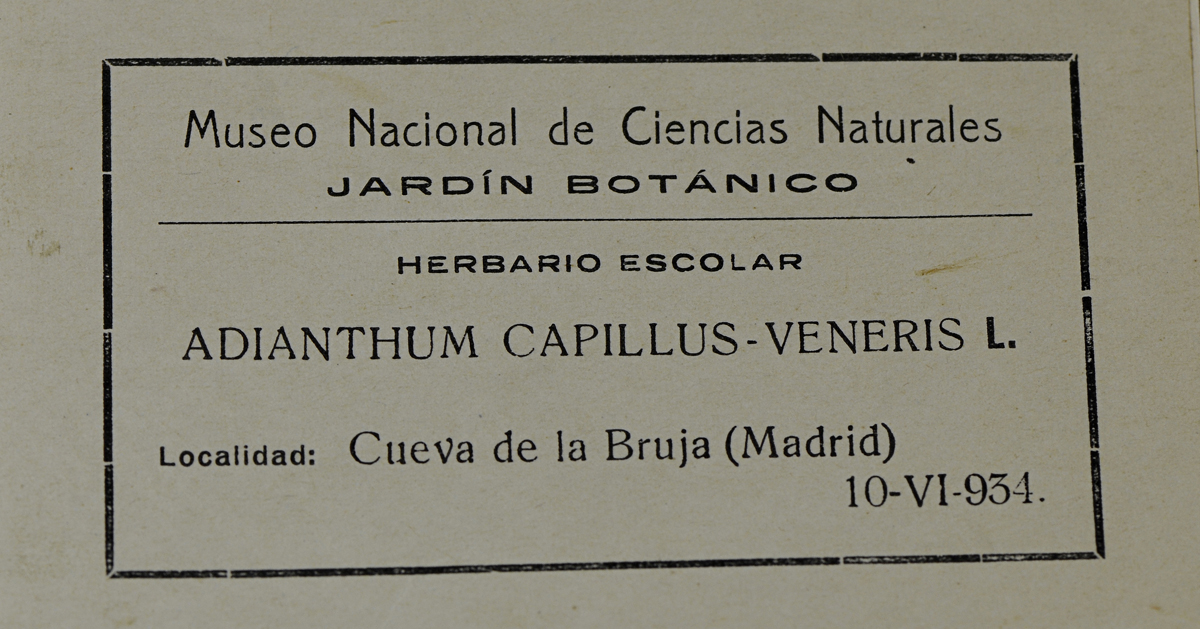 Museo Nacional de Ciencias Naturales
JARDÍN BOTÁNICO
HERBARIO ESCOLAR
ADIANTHUM CAPILLUS-VENERIS L.
Localidad: Cueva de la Bruja (Madrid)
10-VI-934.